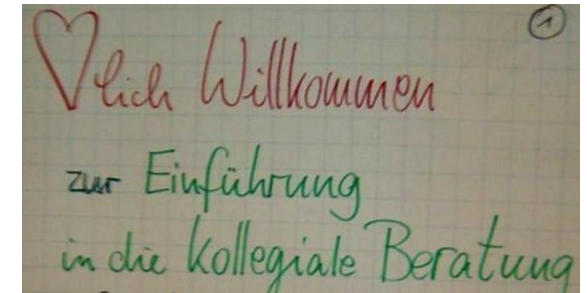 ①
♡lich Willkommen
zur Einführung
in die kollegiale Beratung